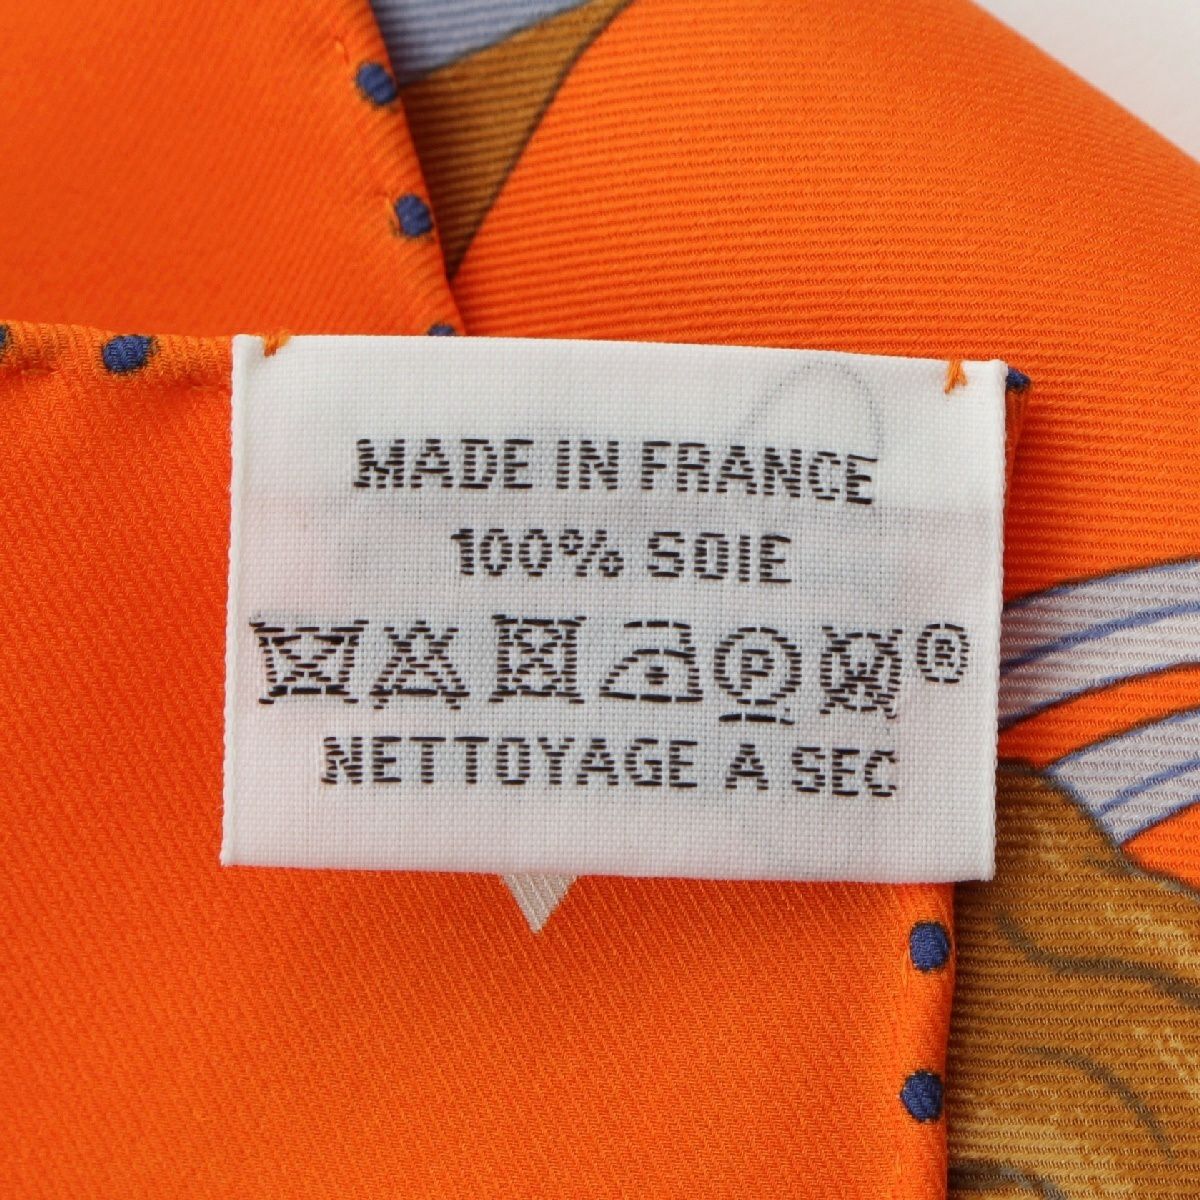 MADE IN FRANCE
100% SOIE
P ®
NETTOYAGE A SEC